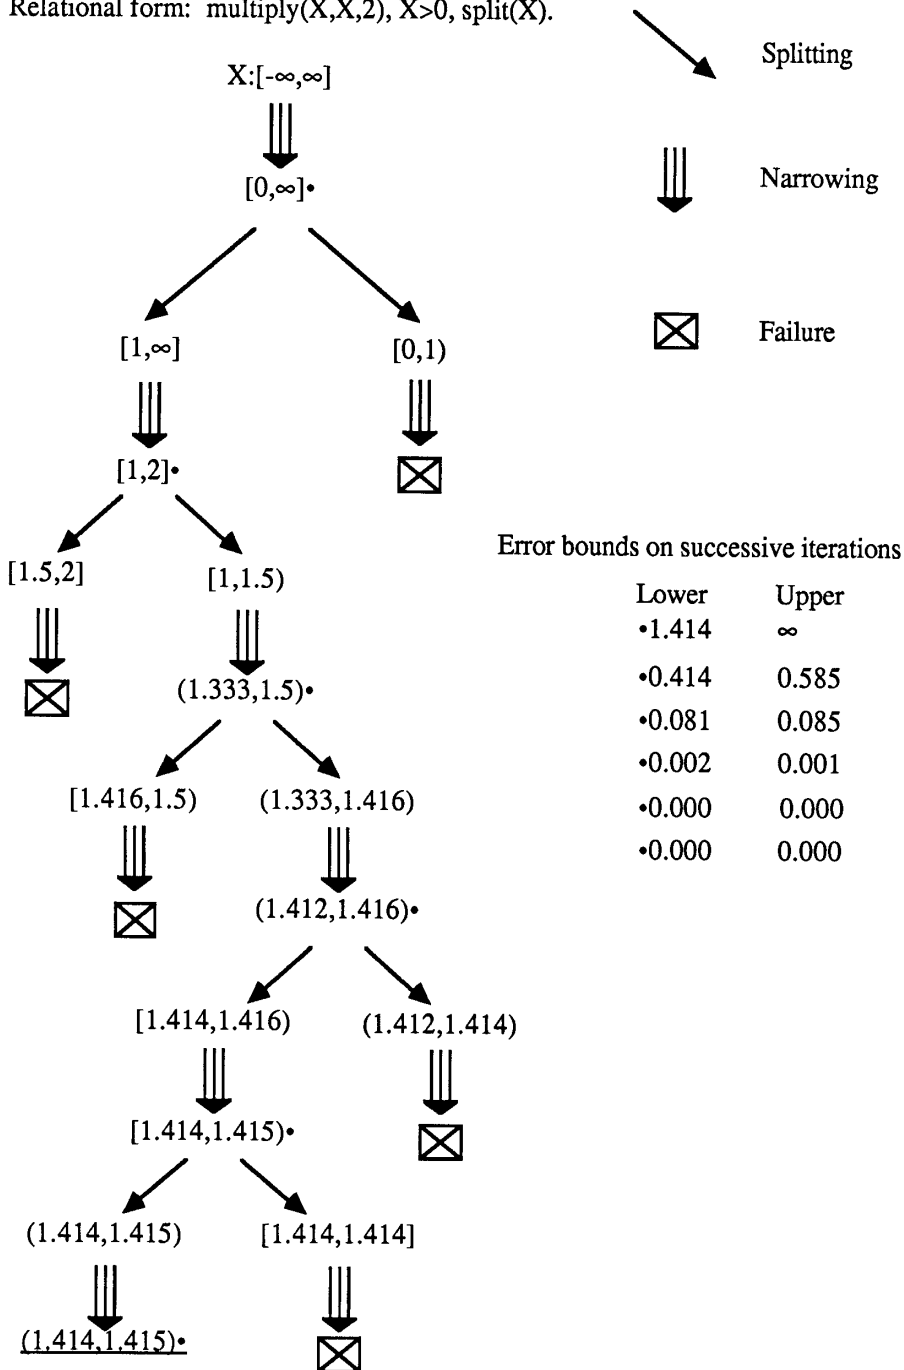 Relational form: multiply(X,X,2), X>0, split(X).
Splitting
X:[-∞,∞]
Narrowing
[0,∞]•
Failure
[1,∞] [0,1)
[1,2]•
[1.5,2] [1,1.5)
(1.333,1.5)•
[1.416,1.5) (1.333,1.416)
(1.412,1.416)•
[1.414,1.416) (1.412,1.414)
[1.414,1.415)•
(1.414,1.415) [1.414,1.414]
(1.414,1.415)•
Error bounds on successive iterations
Lower Upper
•1.414 ∞
•0.414 0.585
•0.081 0.085
•0.002 0.001
•0.000 0.000
•0.000 0.000